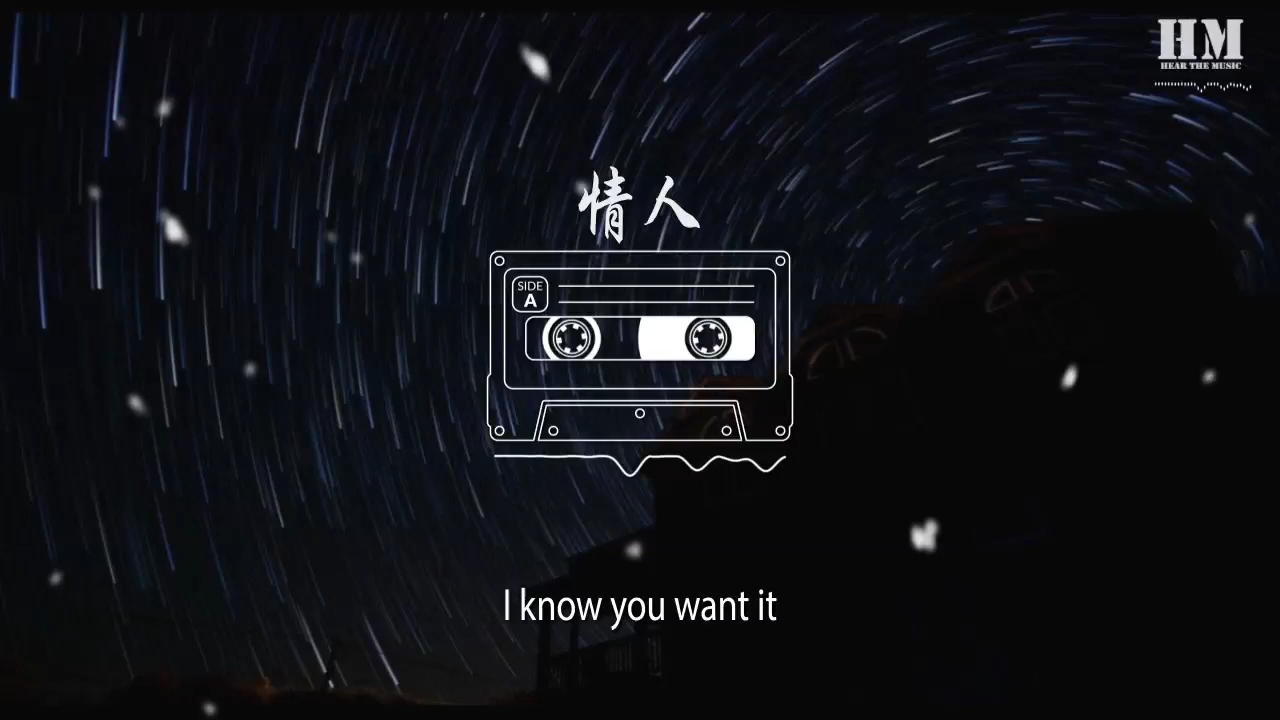 HM
HEAR THE MUSIC
情人
SIDE
A
I know you want it